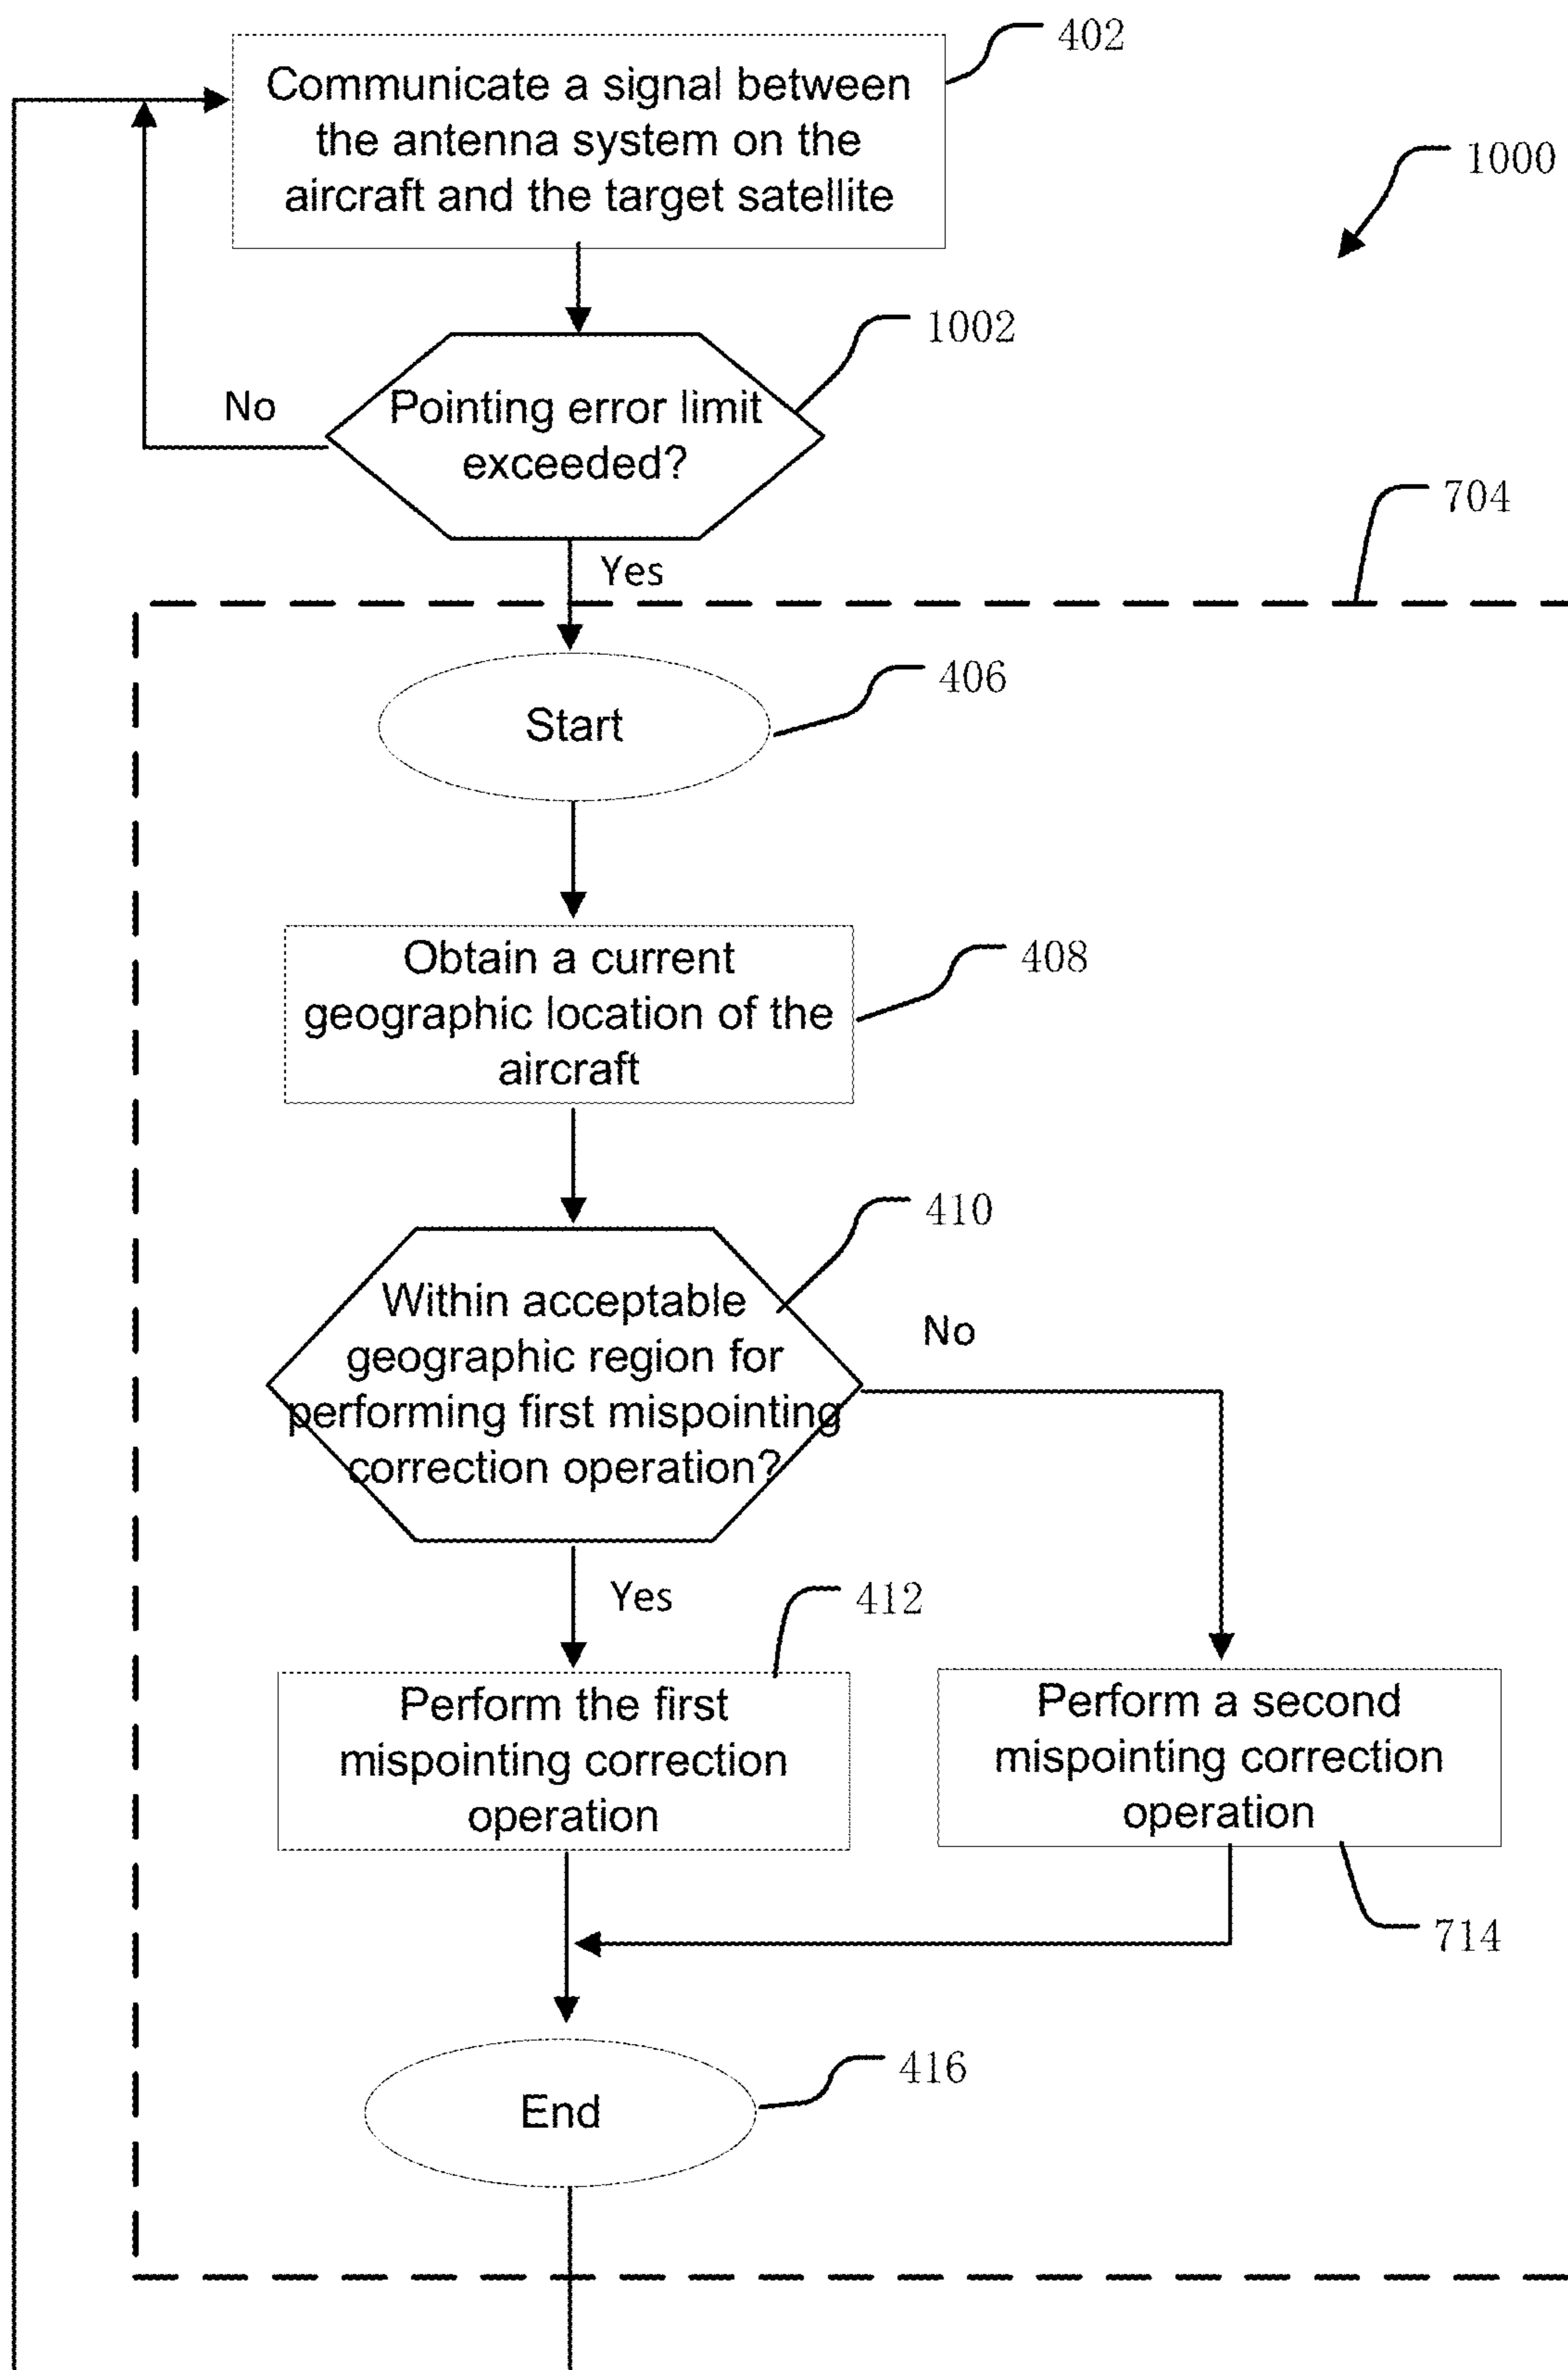 402
Communicate a signal between
the antenna system on the
aircraft and the target satellite
1000
1002
No
Pointing error limit
exceeded?
704
Yes
406
Start
408
Obtain a current
geographic location of the
aircraft
410
Within acceptable
geographic region for
performing first mispointing
correction operation?
No
Yes
412
Perform the first
mispointing correction
operation
Perform a second
mispointing correction
operation
714
416
End